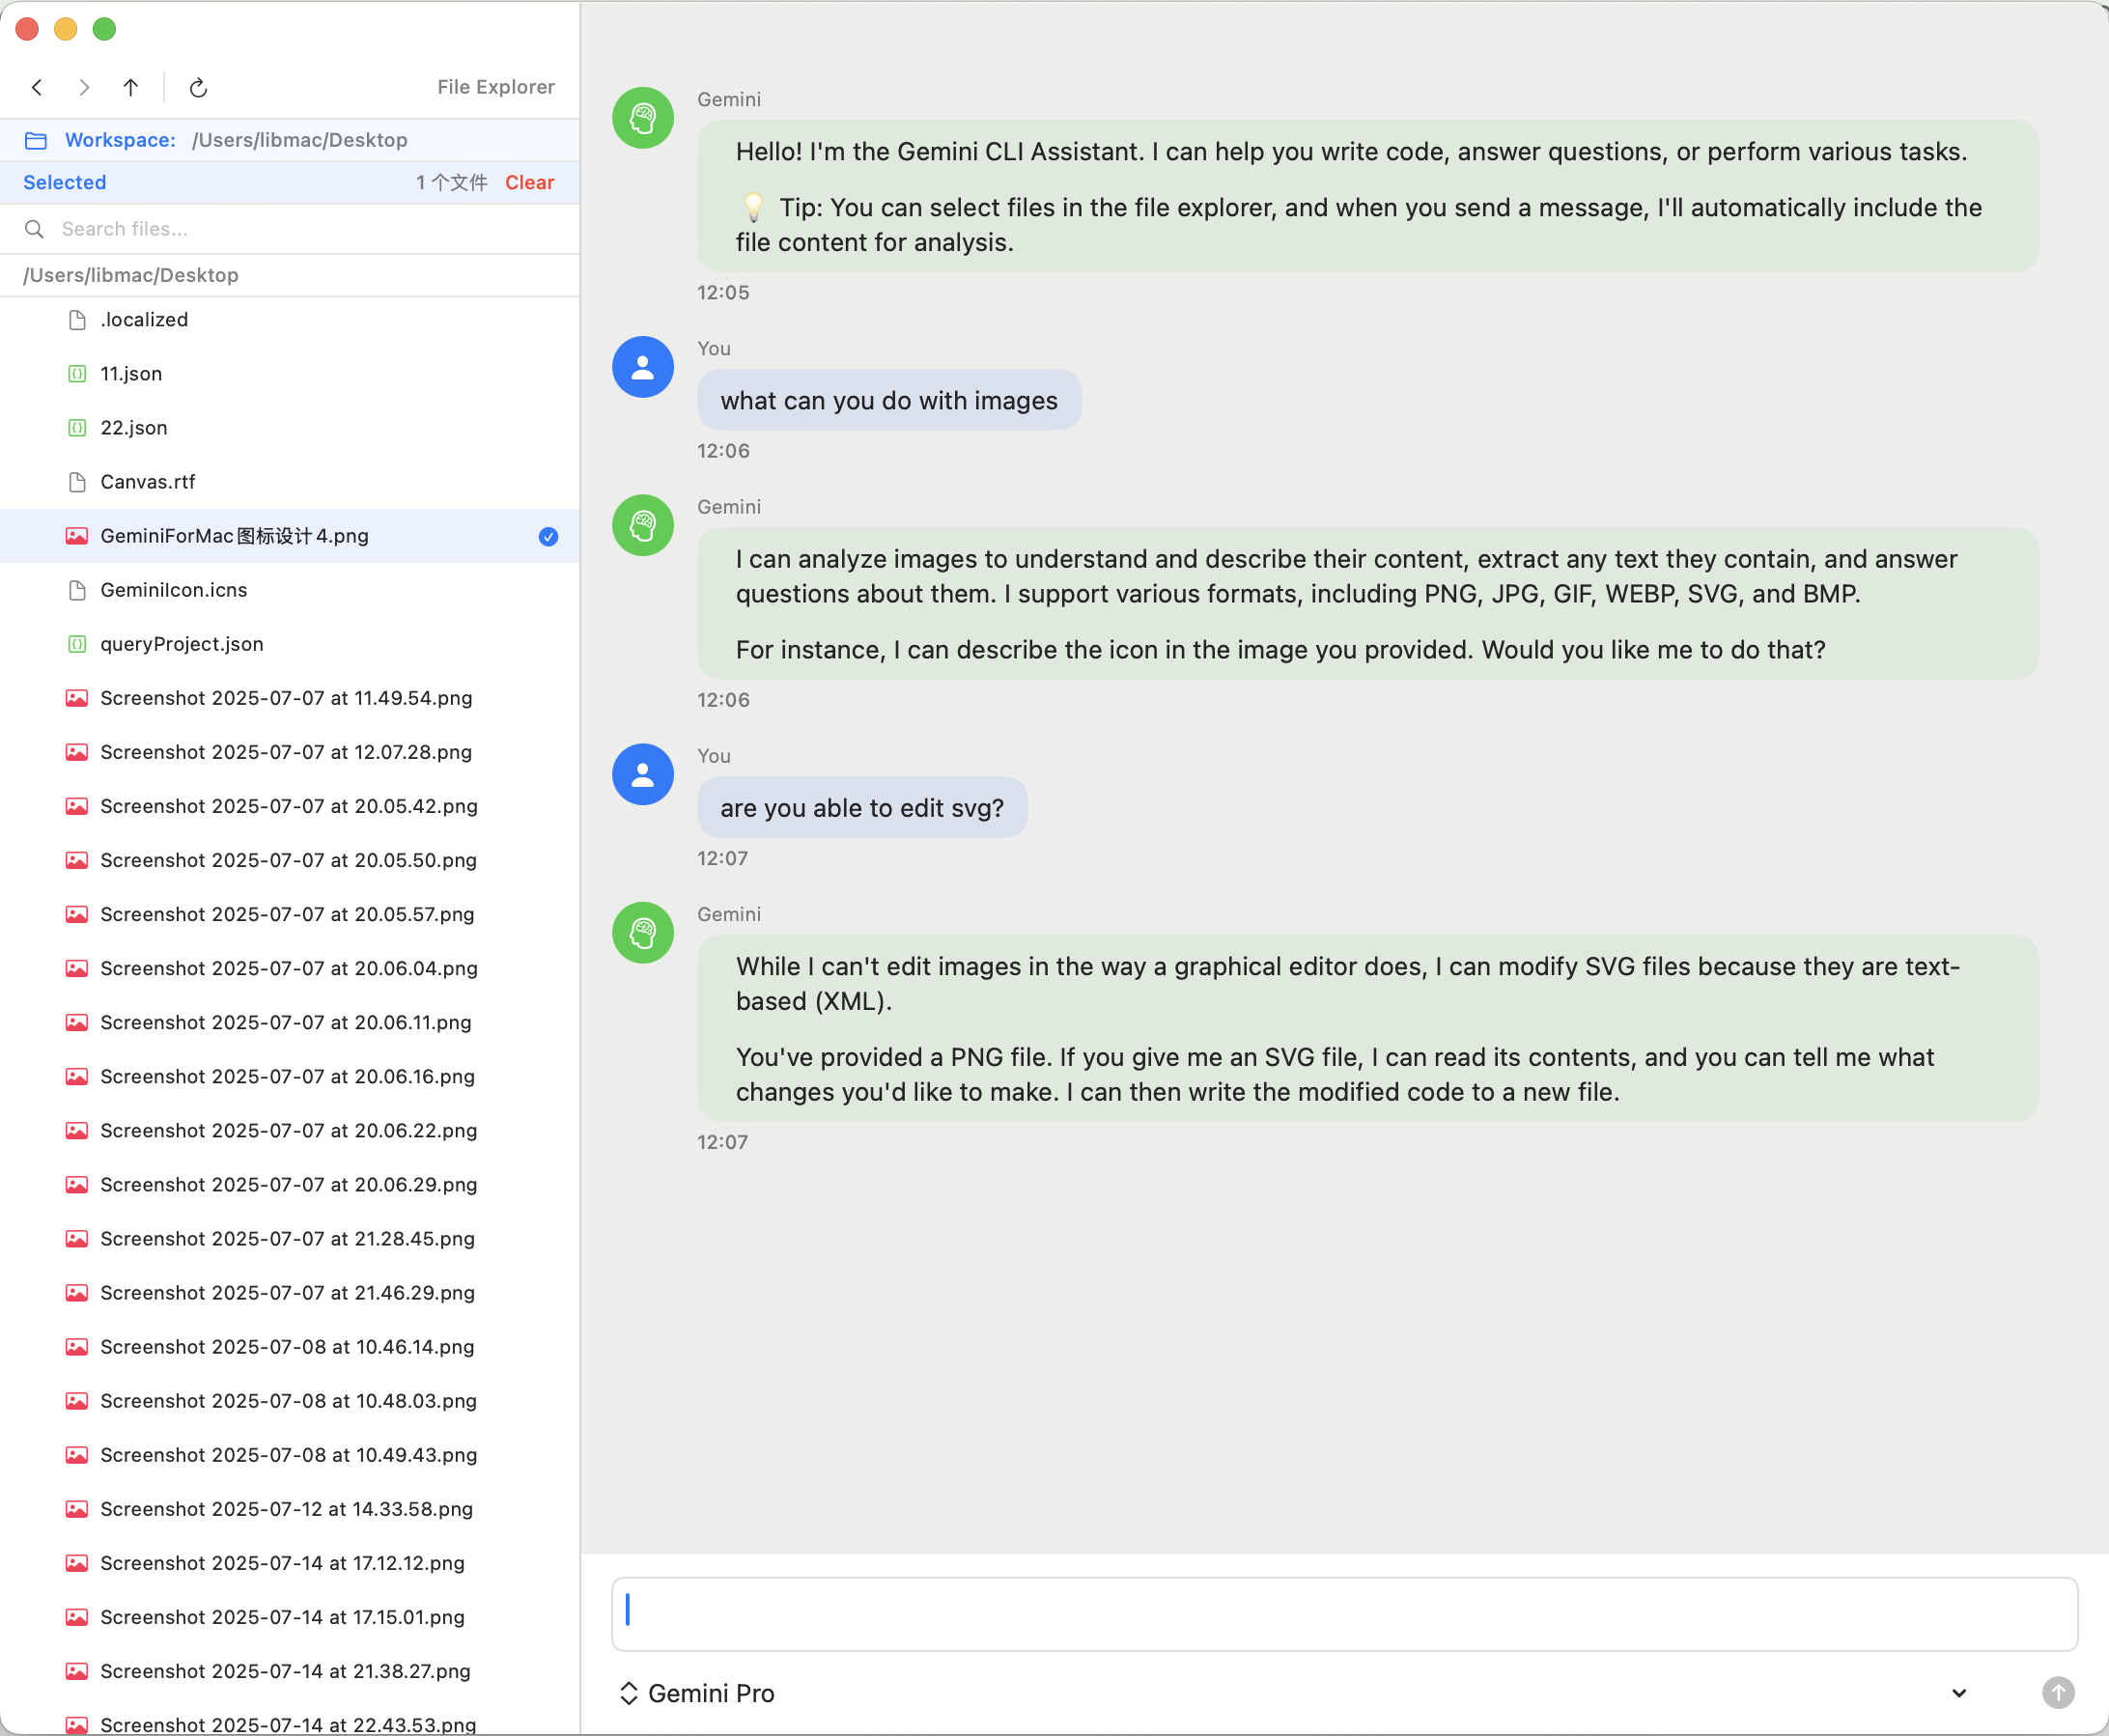 File Explorer
Workspace: /Users/libmac/Desktop
Selected 1 个文件 Clear
Search files...
/Users/libmac/Desktop
.localized
11.json
22.json
Canvas.rtf
GeminiForMac图标设计4.png
GeminiIcon.icns
queryProject.json
Screenshot 2025-07-07 at 11.49.54.png
Screenshot 2025-07-07 at 12.07.28.png
Screenshot 2025-07-07 at 20.05.42.png
Screenshot 2025-07-07 at 20.05.50.png
Screenshot 2025-07-07 at 20.05.57.png
Screenshot 2025-07-07 at 20.06.04.png
Screenshot 2025-07-07 at 20.06.11.png
Screenshot 2025-07-07 at 20.06.16.png
Screenshot 2025-07-07 at 20.06.22.png
Screenshot 2025-07-07 at 20.06.29.png
Screenshot 2025-07-07 at 21.28.45.png
Screenshot 2025-07-07 at 21.46.29.png
Screenshot 2025-07-08 at 10.46.14.png
Screenshot 2025-07-08 at 10.48.03.png
Screenshot 2025-07-08 at 10.49.43.png
Screenshot 2025-07-12 at 14.33.58.png
Screenshot 2025-07-14 at 17.12.12.png
Screenshot 2025-07-14 at 17.15.01.png
Screenshot 2025-07-14 at 21.38.27.png
Screenshot 2025-07-14 at 22.43.53.png
Gemini
Hello! I'm the Gemini CLI Assistant. I can help you write code, answer questions, or perform various tasks.
💡 Tip: You can select files in the file explorer, and when you send a message, I'll automatically include the
file content for analysis.
12:05
You
what can you do with images
12:06
Gemini
I can analyze images to understand and describe their content, extract any text they contain, and answer
questions about them. I support various formats, including PNG, JPG, GIF, WEBP, SVG, and BMP.
For instance, I can describe the icon in the image you provided. Would you like me to do that?
12:06
You
are you able to edit svg?
12:07
Gemini
While I can't edit images in the way a graphical editor does, I can modify SVG files because they are text-
based (XML).
You've provided a PNG file. If you give me an SVG file, I can read its contents, and you can tell me what
changes you'd like to make. I can then write the modified code to a new file.
12:07
Gemini Pro